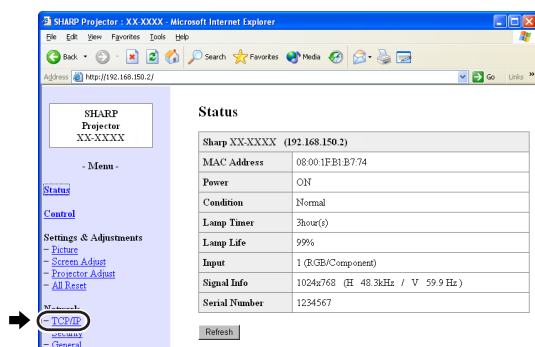 SHARP Projector : XX-XXXX - Microsoft Internet Explorer
File Edit View Favorites Tools Help
Back Search Favorites Media
Address http://192.168.150.2/ Go Links »
SHARP
Projector
XX-XXXX
- Menu -
Status
Control
Settings & Adjustments
– Picture
– Screen Adjust
– Projector Adjust
– All Reset
Network
– TCP/IP
– Security
– General
Status
Sharp XX-XXXX (192.168.150.2)
MAC Address 08:00:1F:B1:B7:74
Power ON
Condition Normal
Lamp Timer 3hour(s)
Lamp Life 99%
Input 1 (RGB/Component)
Signal Info 1024x768 (H 48.3kHz / V 59.9 Hz)
Serial Number 1234567
Refresh